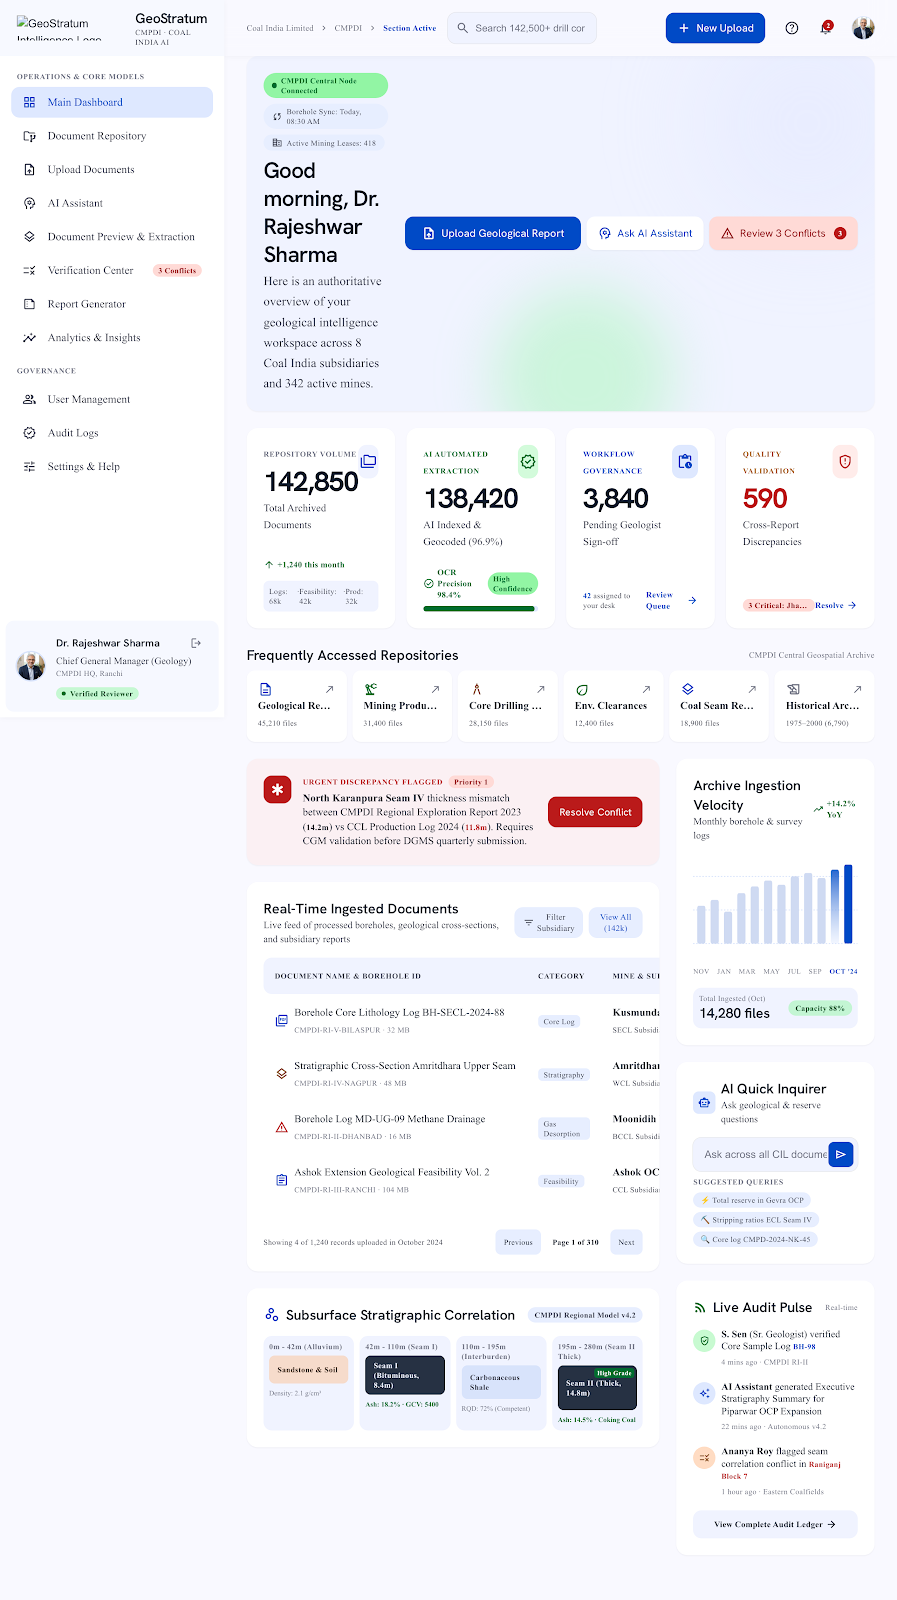 GeoStratum Intelligence Logo
GeoStratum
CMPDI · COAL INDIA AI
Coal India Limited > CMPDI > Section Active
Search 142,500+ drill cor
+ New Upload
2
OPERATIONS & CORE MODELS
Main Dashboard
Document Repository
Upload Documents
AI Assistant
Document Preview & Extraction
Verification Center
3 Conflicts
Report Generator
Analytics & Insights
GOVERNANCE
User Management
Audit Logs
Settings & Help
Dr. Rajeshwar Sharma
Chief General Manager (Geology)
CMPDI HQ, Ranchi
Verified Reviewer
CMPDI Central Node
Connected
Borehole Sync: Today,
08:30 AM
Active Mining Leases: 418
Good
morning, Dr.
Rajeshwar
Sharma
Here is an authoritative
overview of your
geological intelligence
workspace across 8
Coal India subsidiaries
and 342 active mines.
Upload Geological Report
Ask AI Assistant
Review 3 Conflicts 3
REPOSITORY VOLUME
142,850
Total Archived
Documents
+1,240 this month
Logs: 68k
·Feasibility: 42k
·Prod: 32k
AI AUTOMATED
EXTRACTION
138,420
AI Indexed &
Geocoded (96.9%)
OCR
Precision
98.4%
High
Confidence
WORKFLOW
GOVERNANCE
3,840
Pending Geologist
Sign-off
42 assigned to
your desk
Review
Queue
QUALITY
VALIDATION
590
Cross-Report
Discrepancies
3 Critical: Jha...
Resolve
Frequently Accessed Repositories
CMPDI Central Geospatial Archive
Geological Re...
45,210 files
Mining Produ...
31,400 files
Core Drilling ...
28,150 files
Env. Clearances
12,400 files
Coal Seam Re...
18,900 files
Historical Arc...
1975–2000 (6,790)
URGENT DISCREPANCY FLAGGED Priority 1
North Karanpura Seam IV thickness mismatch
between CMPDI Regional Exploration Report 2023
(14.2m) vs CCL Production Log 2024 (11.8m). Requires
CGM validation before DGMS quarterly submission.
Resolve Conflict
Real-Time Ingested Documents
Live feed of processed boreholes, geological cross-sections,
and subsidiary reports
Filter
Subsidiary
View All
(142k)
DOCUMENT NAME & BOREHOLE ID CATEGORY MINE & SU
Borehole Core Lithology Log BH-SECL-2024-88
CMPDI-RI-V-BILASPUR · 32 MB
Core Log
Kusmunda
SECL Subsidi
Stratigraphic Cross-Section Amritdhara Upper Seam
CMPDI-RI-IV-NAGPUR · 48 MB
Stratigraphy
Amritdhar
WCL Subsidia
Borehole Log MD-UG-09 Methane Drainage
CMPDI-RI-II-DHANBAD · 16 MB
Gas
Desorption
Moonidih
BCCL Subsidi
Ashok Extension Geological Feasibility Vol. 2
CMPDI-RI-III-RANCHI · 104 MB
Feasibility
Ashok OC
CCL Subsidia
Showing 4 of 1,240 records uploaded in October 2024
Previous
Page 1 of 310
Next
Subsurface Stratigraphic Correlation
CMPDI Regional Model v4.2
0m - 42m (Alluvium)
Sandstone & Soil
Density: 2.1 g/cm³
42m - 110m (Seam I)
Seam I
(Bituminous,
8.4m)
Ash: 18.2% · GCV: 5400
110m - 195m
(Interburden)
Carbonaceous
Shale
RQD: 72% (Competent)
195m - 280m (Seam II
Thick)
High Grade
Seam II (Thick,
14.8m)
Ash: 14.5% · Coking Coal
Archive Ingestion
Velocity
Monthly borehole & survey
logs
+14.2%
YoY
NOV JAN MAR MAY JUL SEP OCT '24
Total Ingested (Oct)
14,280 files
Capacity 88%
AI Quick Inquirer
Ask geological & reserve
questions
Ask across all CIL docume
SUGGESTED QUERIES
⚡ Total reserve in Gevra OCP
⛏️ Stripping ratios ECL Seam IV
🔍 Core log CMPD-2024-NK-45
Live Audit Pulse
Real-time
S. Sen (Sr. Geologist) verified
Core Sample Log BH-98
4 mins ago · CMPDI RI-II
AI Assistant generated Executive
Stratigraphy Summary for
Piparwar OCP Expansion
22 mins ago · Autonomous v4.2
Ananya Roy flagged seam
correlation conflict in Raniganj
Block 7
1 hour ago · Eastern Coalfields
View Complete Audit Ledger